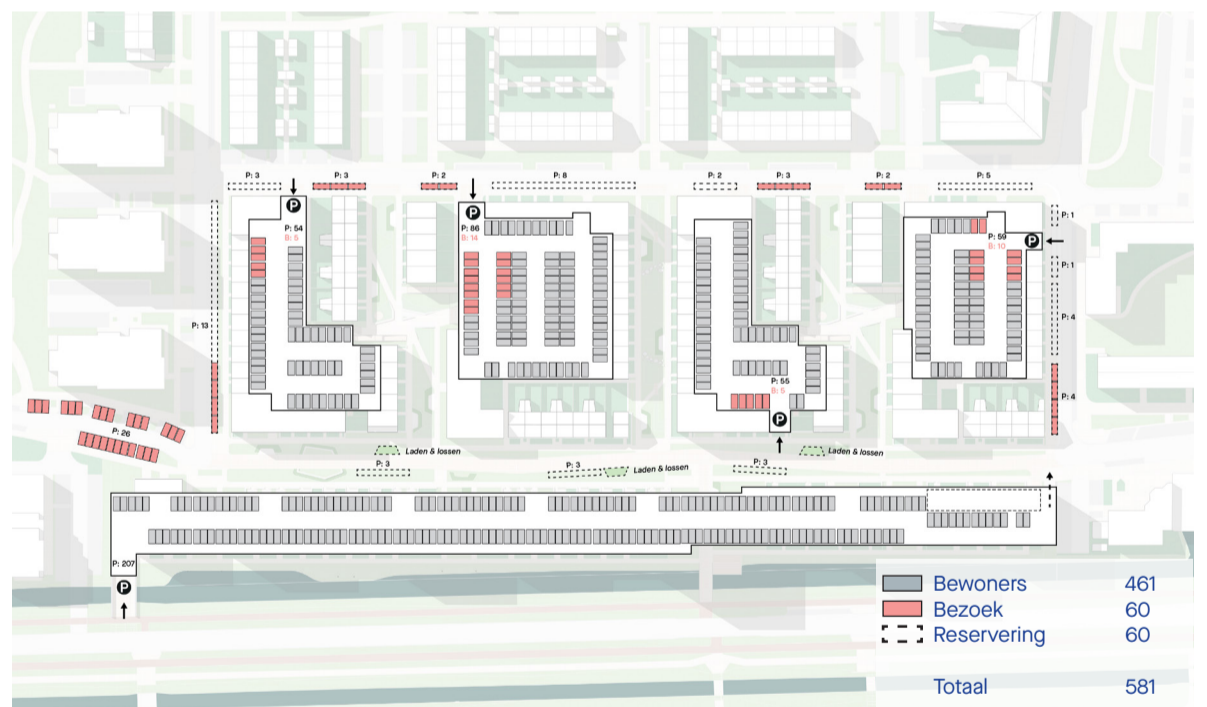 P: 3
P: 3
P: 2
P: 8
P: 2
P: 3
P: 2
P: 5
P
P: 54
B: 5
P
P: 86
B: 14
P: 59
B: 10
P
P: 1
P: 1
P: 13
P: 4
P: 55
B: 5
P
P: 4
P: 26
Laden & lossen
Laden & lossen
P: 3
P: 3
Laden & lossen
P: 3
P: 207
P
Bewoners 461
Bezoek 60
Reservering 60
Totaal 581